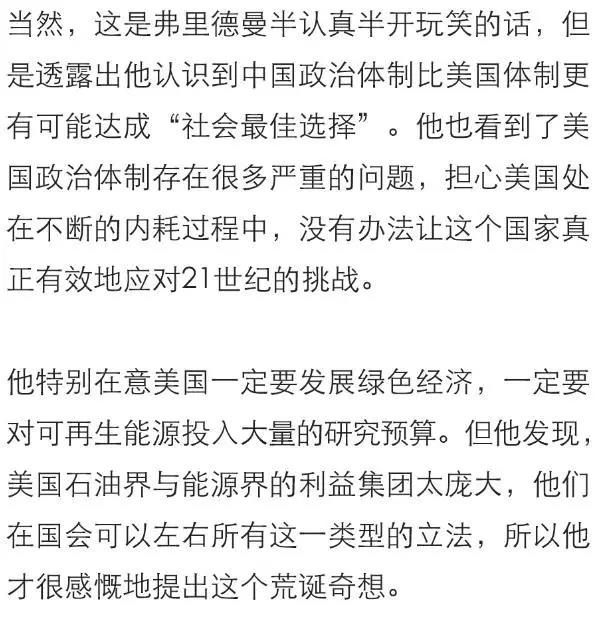 当然，这是弗里德曼半认真半开玩笑的话，但
是透露出他认识到中国政治体制比美国体制更
有可能达成“社会最佳选择”。他也看到了美
国政治体制存在很多严重的问题，担心美国处
在不断的内耗过程中，没有办法让这个国家真
正有效地应对21世纪的挑战。
他特别在意美国一定要发展绿色经济，一定要
对可再生能源投入大量的研究预算。但他发现，
美国石油界与能源界的利益集团太庞大，他们
在国会可以左右所有这一类型的立法，所以他
才很感慨地提出这个荒诞奇想。